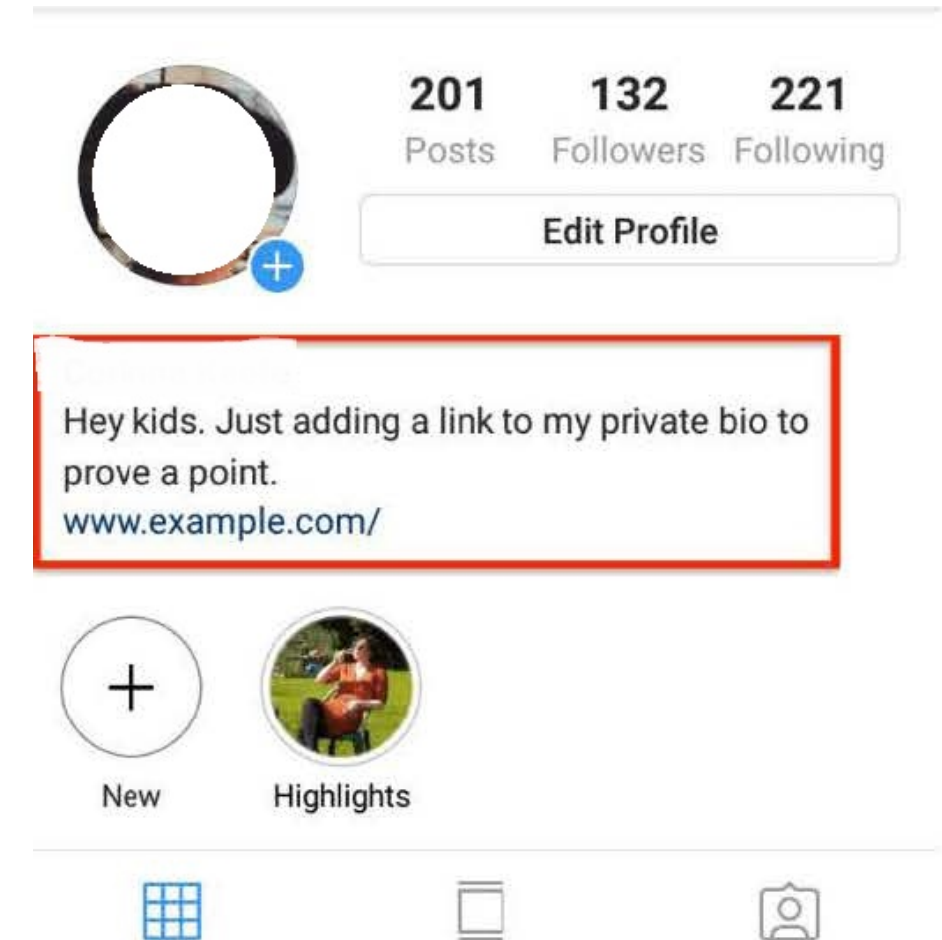 201 132 221
Posts Followers Following
Edit Profile
Hey kids. Just adding a link to my private bio to
prove a point.
www.example.com/
New Highlights